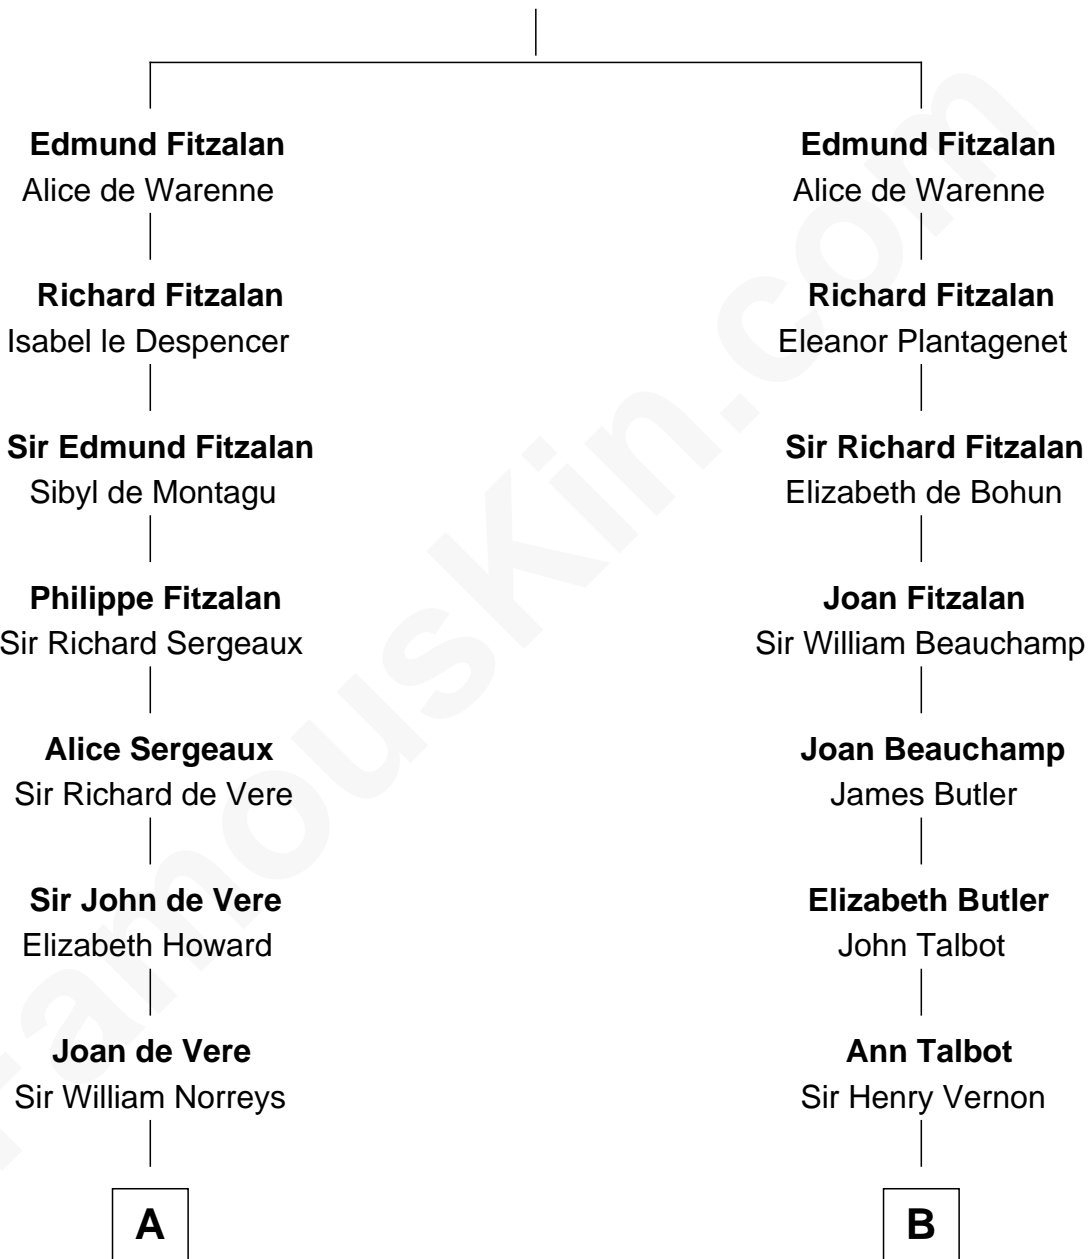 Edmund Fitzalan
Alice de Warenne
Richard Fitzalan
Isabel le Despencer
Sir Edmund Fitzalan
Sibyl de Montagu
Philippe Fitzalan
Sir Richard Sergeaux
Alice Sergeaux
Sir Richard de Vere
Sir John de Vere
Elizabeth Howard
Joan de Vere
Sir William Norreys
A
Edmund Fitzalan
Alice de Warenne
Richard Fitzalan
Eleanor Plantagenet
Sir Richard Fitzalan
Elizabeth de Bohun
Joan Fitzalan
Sir William Beauchamp
Joan Beauchamp
James Butler
Elizabeth Butler
John Talbot
Ann Talbot
Sir Henry Vernon
B
FamousKin.com